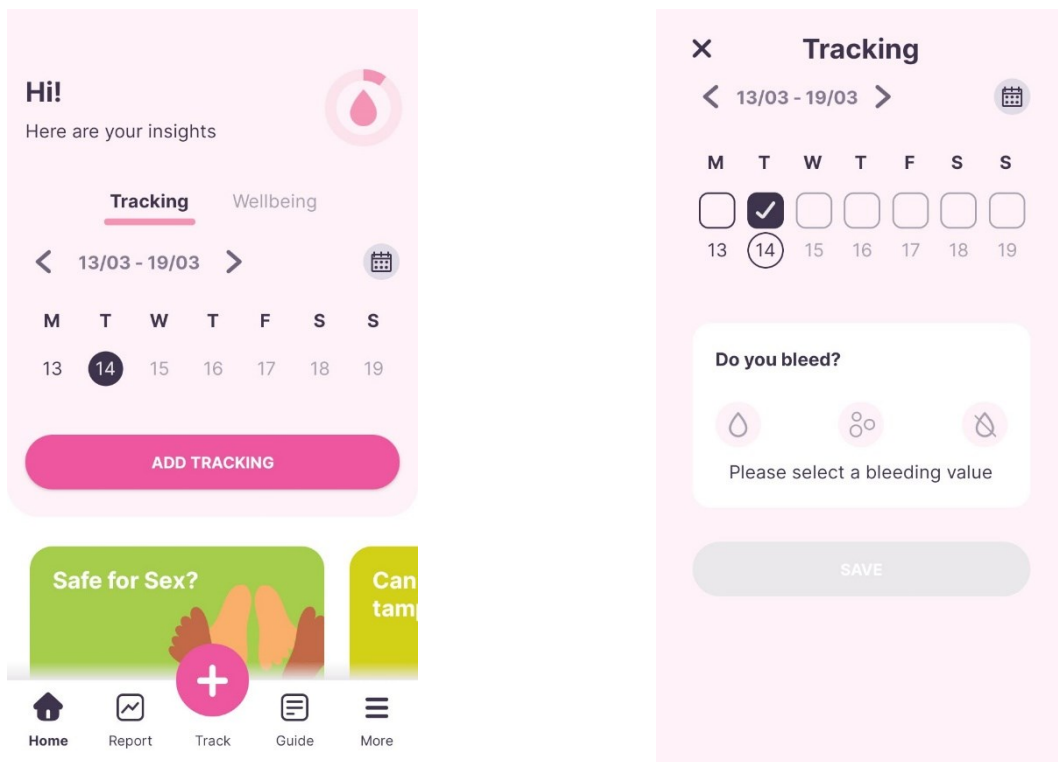 Hi!
Here are your insights
Tracking Wellbeing
13/03 - 19/03
M T W T F S S
13 14 15 16 17 18 19
ADD TRACKING
Safe for Sex?
Can
tam
Home Report Track Guide More
Tracking
13/03 - 19/03
M T W T F S S
13 14 15 16 17 18 19
Do you bleed?
Please select a bleeding value
SAVE